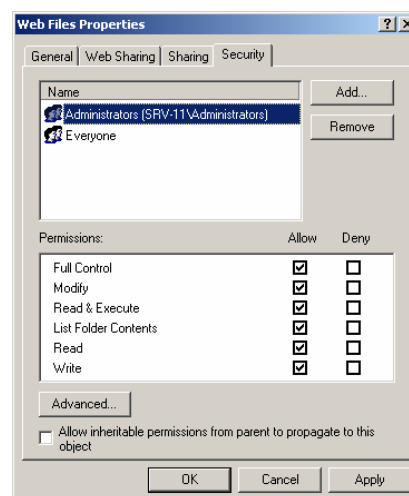 Web Files Properties
General Web Sharing Sharing Security
Name
Add...
Administrators (SRV-11\Administrators)
Everyone
Remove
Permissions: Allow Deny
Full Control
Modify
Read & Execute
List Folder Contents
Read
Write
Advanced...
Allow inheritable permissions from parent to propagate to this
object
OK Cancel Apply